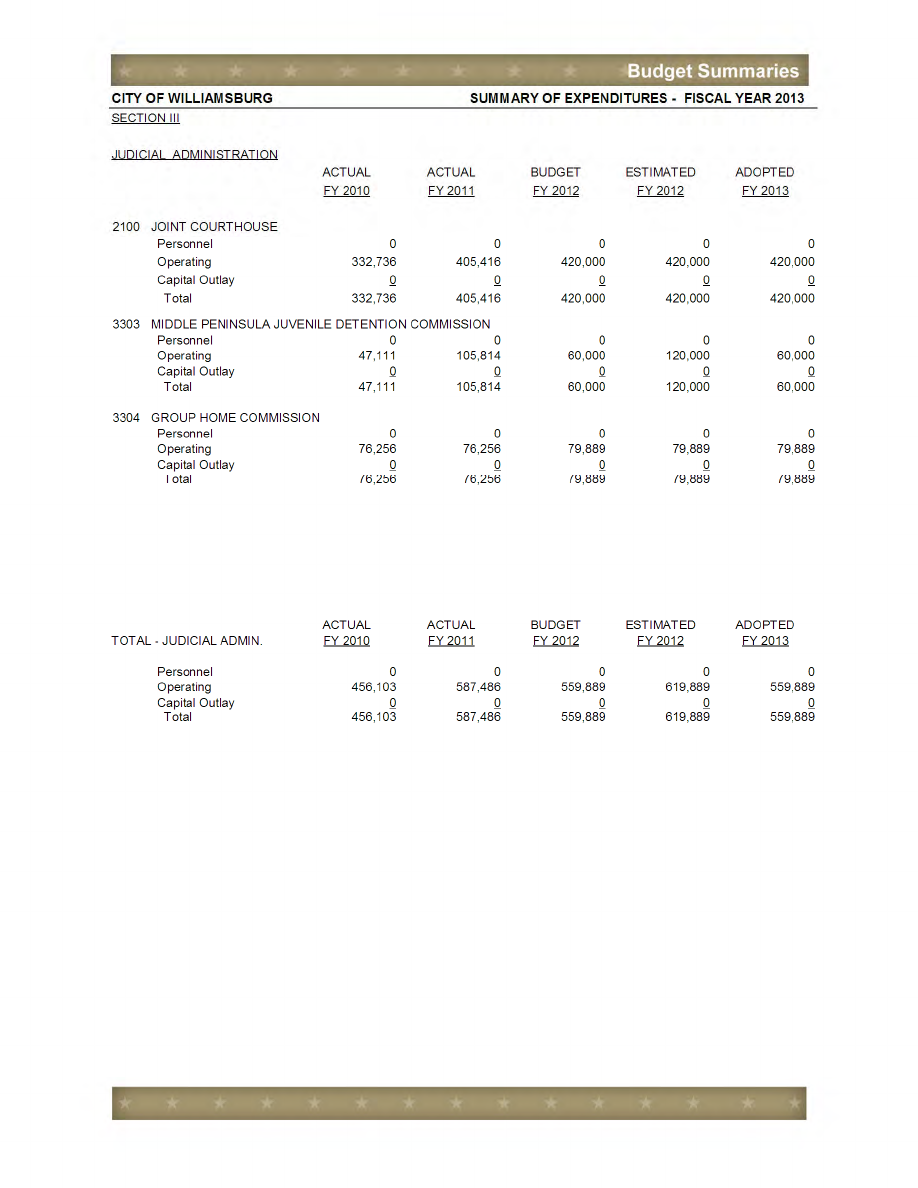 Budget Summaries
CITY OF WILLIAMSBURG SUMMARY OF EXPENDITURES - FISCAL YEAR 2013
SECTION III
JUDICIAL ADMINISTRATION
ACTUAL ACTUAL BUDGET ESTIMATED ADOPTED
FY 2010 FY 2011 FY 2012 FY 2012 FY 2013
2100 JOINT COURTHOUSE
Personnel 0 0 0 0 0
Operating 332,736 405,416 420,000 420,000 420,000
Capital Outlay 0 0 0 0 0
Total 332,736 405,416 420,000 420,000 420,000
3303 MIDDLE PENINSULA JUVENILE DETENTION COMMISSION
Personnel 0 0 0 0 0
Operating 47,111 105,814 60,000 120,000 60,000
Capital Outlay 0 0 0 0 0
Total 47,111 105,814 60,000 120,000 60,000
3304 GROUP HOME COMMISSION
Personnel 0 0 0 0 0
Operating 76,256 76,256 79,889 79,889 79,889
Capital Outlay 0 0 0 0 0
Total 76,256 76,256 79,889 79,889 79,889
ACTUAL ACTUAL BUDGET ESTIMATED ADOPTED
TOTAL - JUDICIAL ADMIN. FY 2010 FY 2011 FY 2012 FY 2012 FY 2013
Personnel 0 0 0 0 0
Operating 456,103 587,486 559,889 619,889 559,889
Capital Outlay 0 0 0 0 0
Total 456,103 587,486 559,889 619,889 559,889